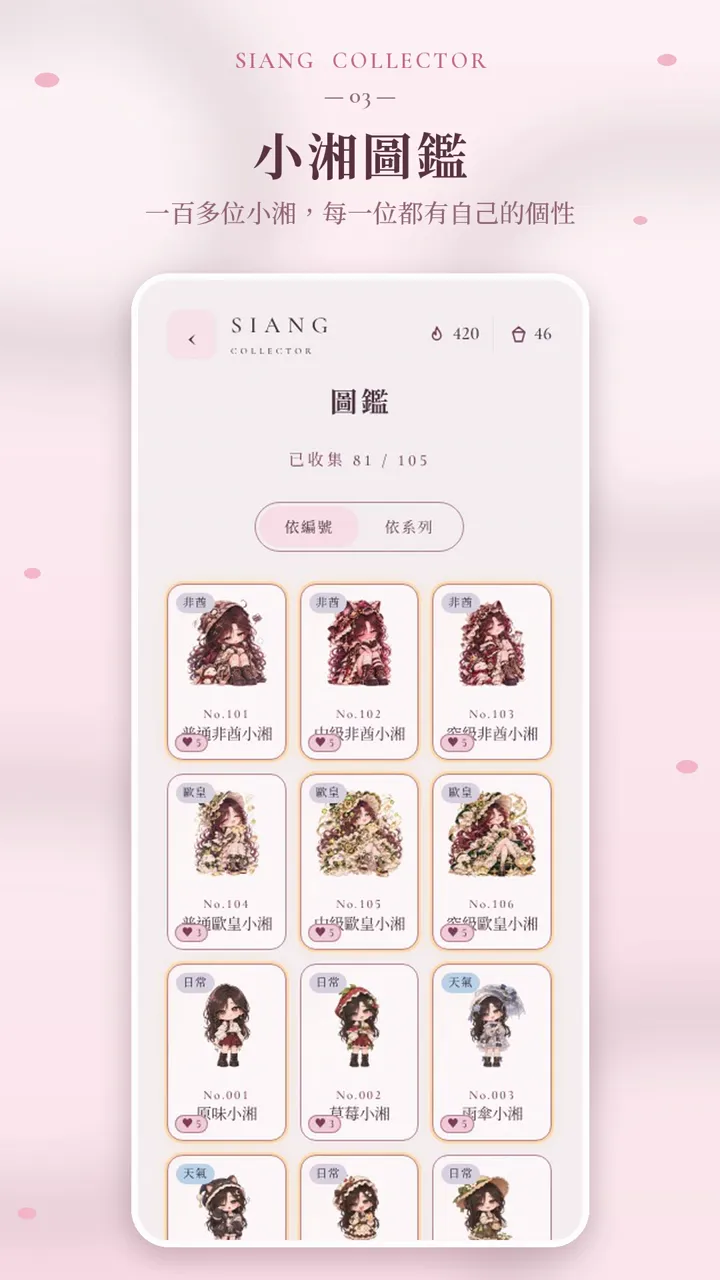 SIANG COLLECTOR
— 03 —
小湘圖鑑
一百多位小湘，每一位都有自己的個性
‹ SIANG 420 46
COLLECTOR
圖鑑
已收集 81 / 105
依編號 依系列
非酋 非酋 非酋
No.101 No.102 No.103
普通非酋小湘 中級非酋小湘 究級非酋小湘
♥ 5 ♥ 5 ♥ 5
歐皇 歐皇 歐皇
No.104 No.105 No.106
普通歐皇小湘 中級歐皇小湘 究級歐皇小湘
♥ 3 ♥ 5 ♥ 5
日常 日常 天氣
No.001 No.002 No.003
原味小湘 草莓小湘 雨傘小湘
♥ 5 ♥ 3 ♥ 5
天氣 日常 日常